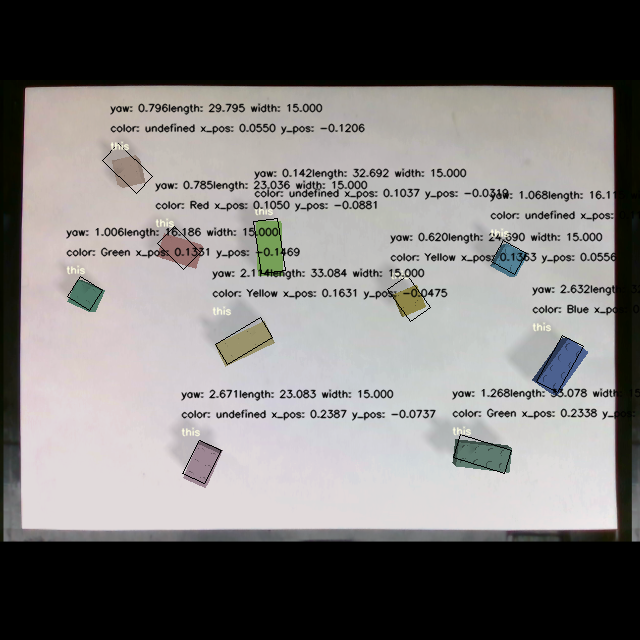 yaw: 0.796length: 29.795 width: 15.000
color: undefined x_pos: 0.0550 y_pos: -0.1206
this
yaw: 0.142length: 32.692 width: 15.000
color: undefined x_pos: 0.1037 y_pos: -0.0319
this
yaw: 0.785length: 23.036 width: 15.000
color: Red x_pos: 0.1050 y_pos: -0.0881
this
yaw: 1.068length: 16.11
color: undefined x_pos:
this
yaw: 1.006length: 16.186 width: 15.000
color: Green x_pos: 0.1331 y_pos: -0.1469
this
yaw: 0.620length: 24.690 width: 15.000
color: Yellow x_pos: 0.1363 y_pos: 0.0556
this
yaw: length: 33.084 width: 15.000
color: Yellow x_pos: 0.1631 y_pos: -0.0475
this
yaw: 2.632length:
color: Blue x_pos:
this
yaw: 2.671length: 23.083 width: 15.000
color: undefined x_pos: 0.2387 y_pos: -0.0737
this
yaw: 1.268length: 33.078 width: 15
color: Green x_pos: 0.2338 y_pos:
this